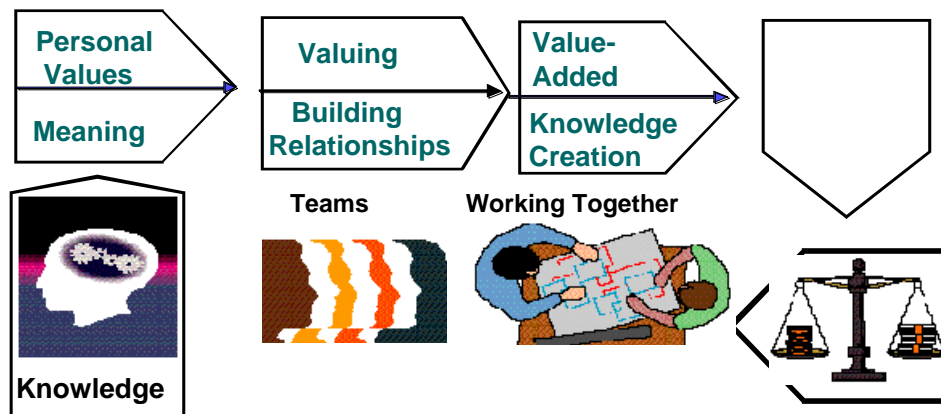 Personal
Values
Meaning
Valuing
Building
Relationships
Value-
Added
Knowledge
Creation
Teams
Working Together
Knowledge